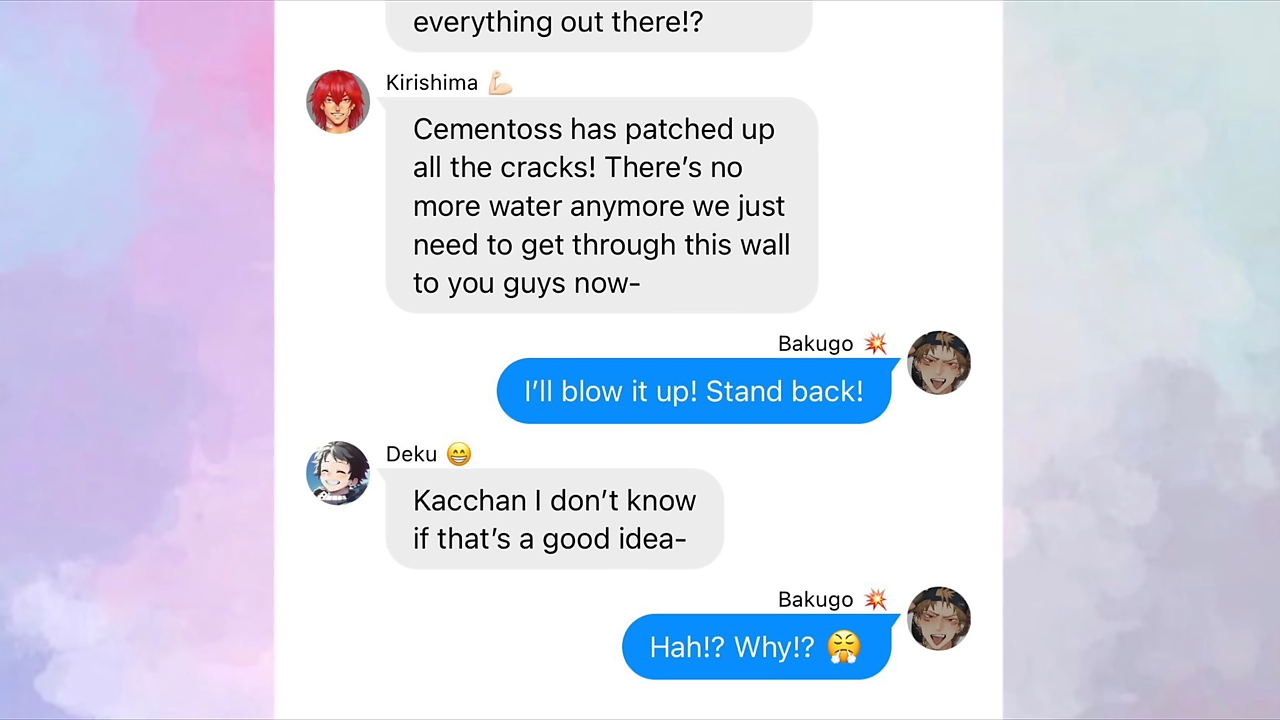 everything out there!?
Kirishima 💪🏻
Cementoss has patched up
all the cracks! There's no
more water anymore we just
need to get through this wall
to you guys now-
Bakugo 💥
I'll blow it up! Stand back!
Deku 😁
Kacchan I don't know
if that's a good idea-
Bakugo 💥
Hah!? Why!? 😤